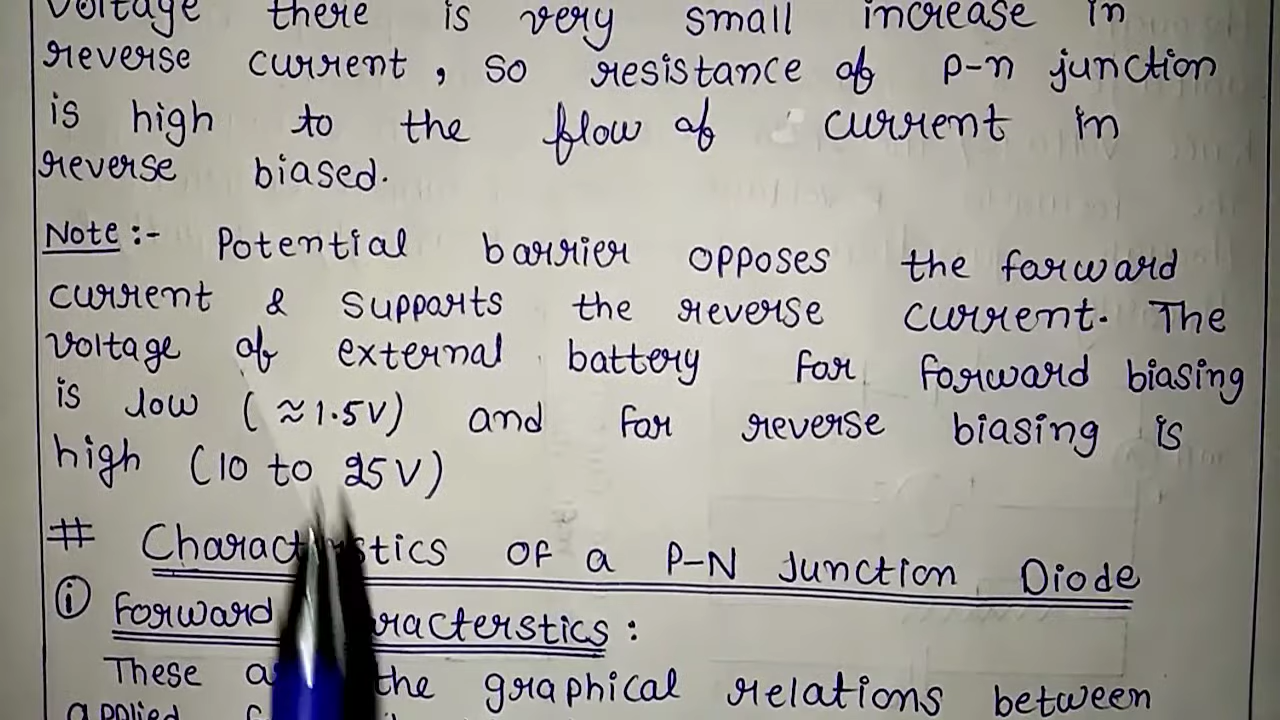 voltage there is very small increase in
reverse current, so resistance of p-n junction
is high to the flow of current in
reverse biased.
Note :- Potential barrier opposes the forward
current & supports the reverse current. The
voltage of external battery for forward biasing
is low (≈1.5V) and for reverse biasing is
high (10 to 25V)
# Of a P-N Junction Diode
(i) Forward
These the graphical relations between
applied